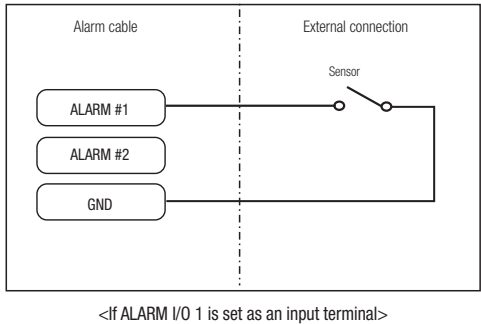 Alarm cable
External connection
Sensor
ALARM #1
ALARM #2
GND
<If ALARM I/O 1 is set as an input terminal>